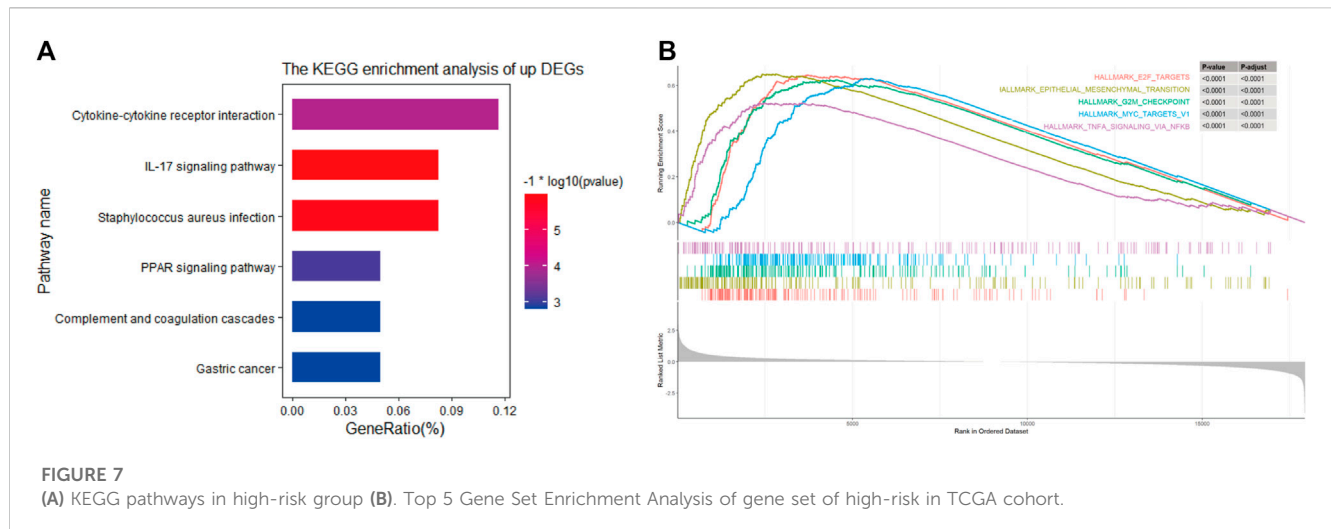 A
The KEGG enrichment analysis of up DEGs
Pathway name
Cytokine-cytokine receptor interaction
IL-17 signaling pathway
Staphylococcus aureus infection
PPAR signaling pathway
Complement and coagulation cascades
Gastric cancer
0.00 0.03 0.06 0.09 0.12
GeneRatio(%)
-1 * log10(pvalue)
5
4
3
B
P-value P-adjust
HALLMARK_E2F_TARGETS <0.0001 <0.0001
IALLMARK_EPITHELIAL_MESENCHYMAL_TRANSITION <0.0001 <0.0001
HALLMARK_G2M_CHECKPOINT <0.0001 <0.0001
HALLMARK_MYC_TARGETS_V1 <0.0001 <0.0001
HALLMARK_TNFA_SIGNALING_VIA_NFKB <0.0001 <0.0001
Running Enrichment Score
0.6
0.4
0.2
0.0
Ranked List Metric
2.5
0.0
-2.5
5000 10000 15000
Rank in Ordered Dataset
FIGURE 7
(A) KEGG pathways in high-risk group (B). Top 5 Gene Set Enrichment Analysis of gene set of high-risk in TCGA cohort.